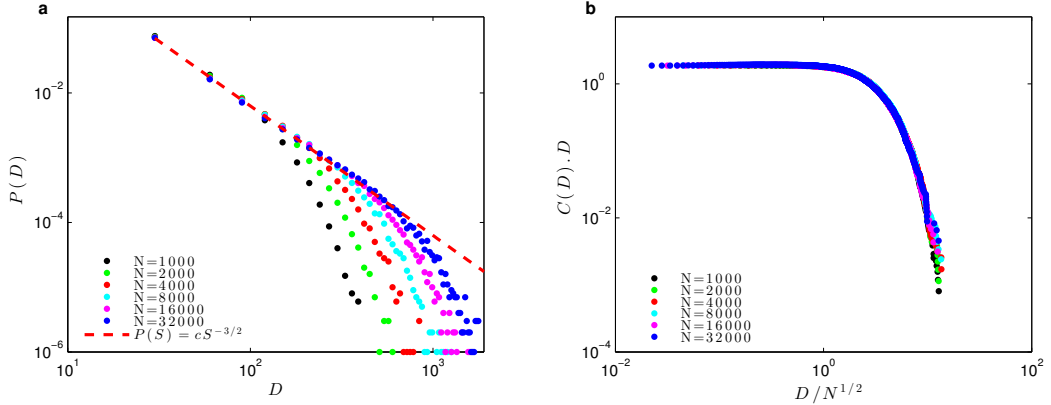 a
P(D)
10^-2
10^-4
10^-6
N=1000
N=2000
N=4000
N=8000
N=16000
N=32000
P(S) = cS^{-3/2}
10^1
10^2
10^3
D
b
C(D).D
10^0
10^-2
10^-4
N=1000
N=2000
N=4000
N=8000
N=16000
N=32000
10^-2
10^0
10^2
D/N^{1/2}